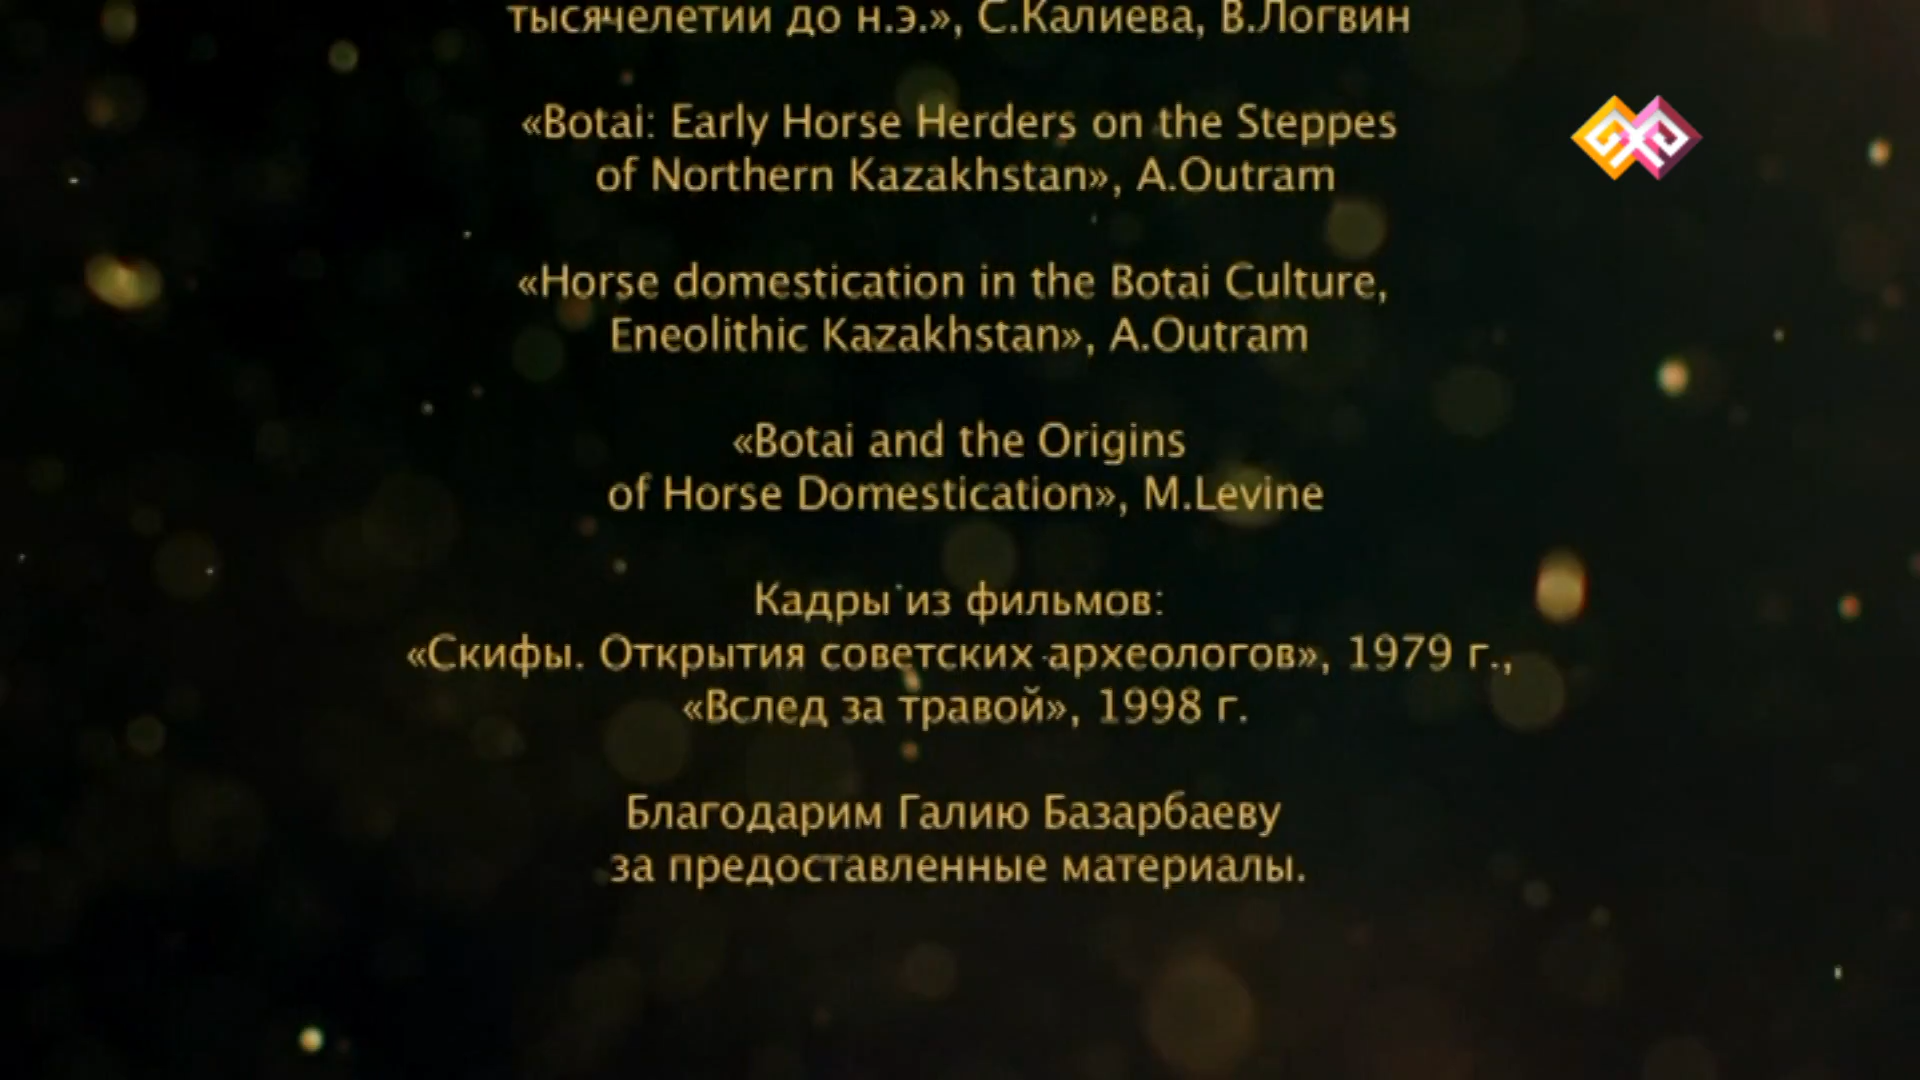 тысячелетии до н.э.», С.Калиева, В.Логвин
«Botai: Early Horse Herders on the Steppes
of Northern Kazakhstan», A.Outram
«Horse domestication in the Botai Culture,
Eneolithic Kazakhstan», A.Outram
«Botai and the Origins
of Horse Domestication», M.Levine
Кадры из фильмов:
«Скифы. Открытия советских археологов», 1979 г.,
«Вслед за травой», 1998 г.
Благодарим Галию Базарбаеву
за предоставленные материалы.